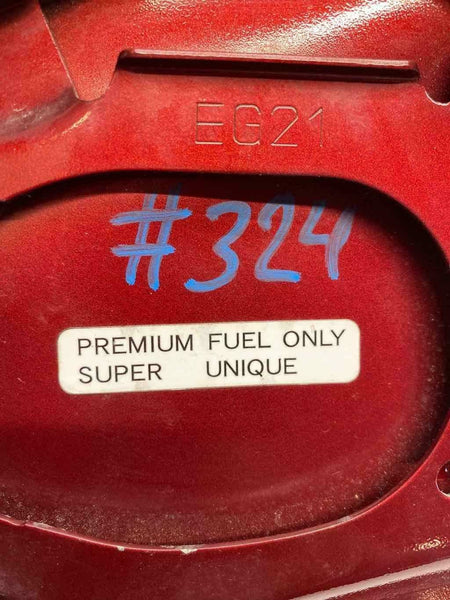 EG21
#324
PREMIUM FUEL ONLY
SUPER UNIQUE